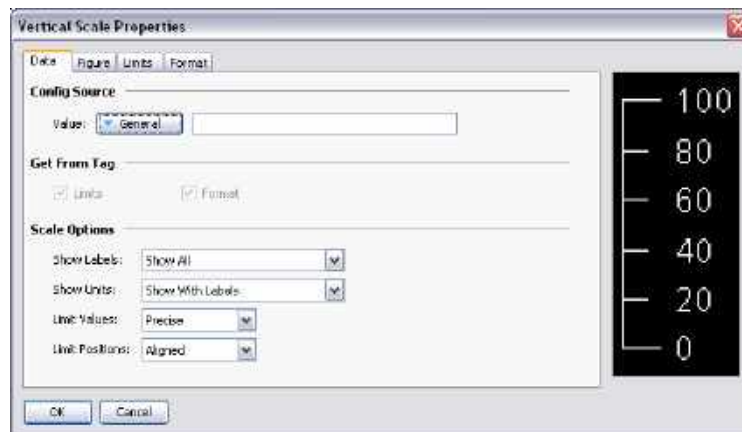 Vertical Scale Properties
Data Figure Limits Format
Config Source
Value: General
Get From Tag
Limits Format
Scale Options
Show Labels: Show All
Show Units: Show With Labels
Limit Values: Precise
Limit Positions: Aligned
OK Cancel
100
80
60
40
20
0